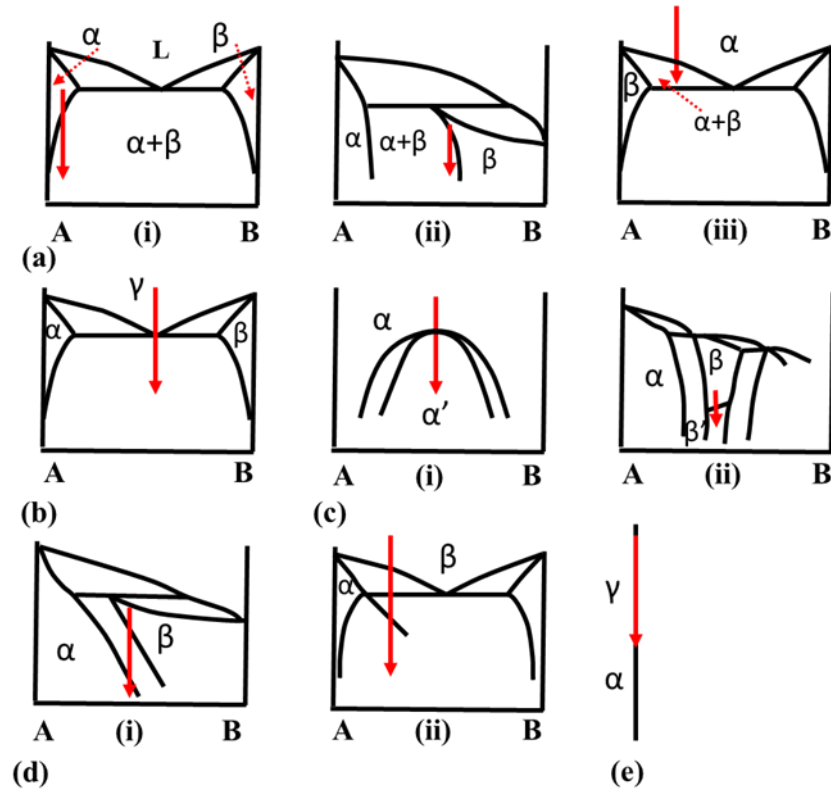 α L β α
α+β α α+β β β α+β
A (i) B A (ii) B A (iii) B
(a)
γ
α β α α β
α' β'
A B A (i) B A (ii) B
(b) (c)
β
α γ
α β α
A (i) B A (ii) B
(d) (e)